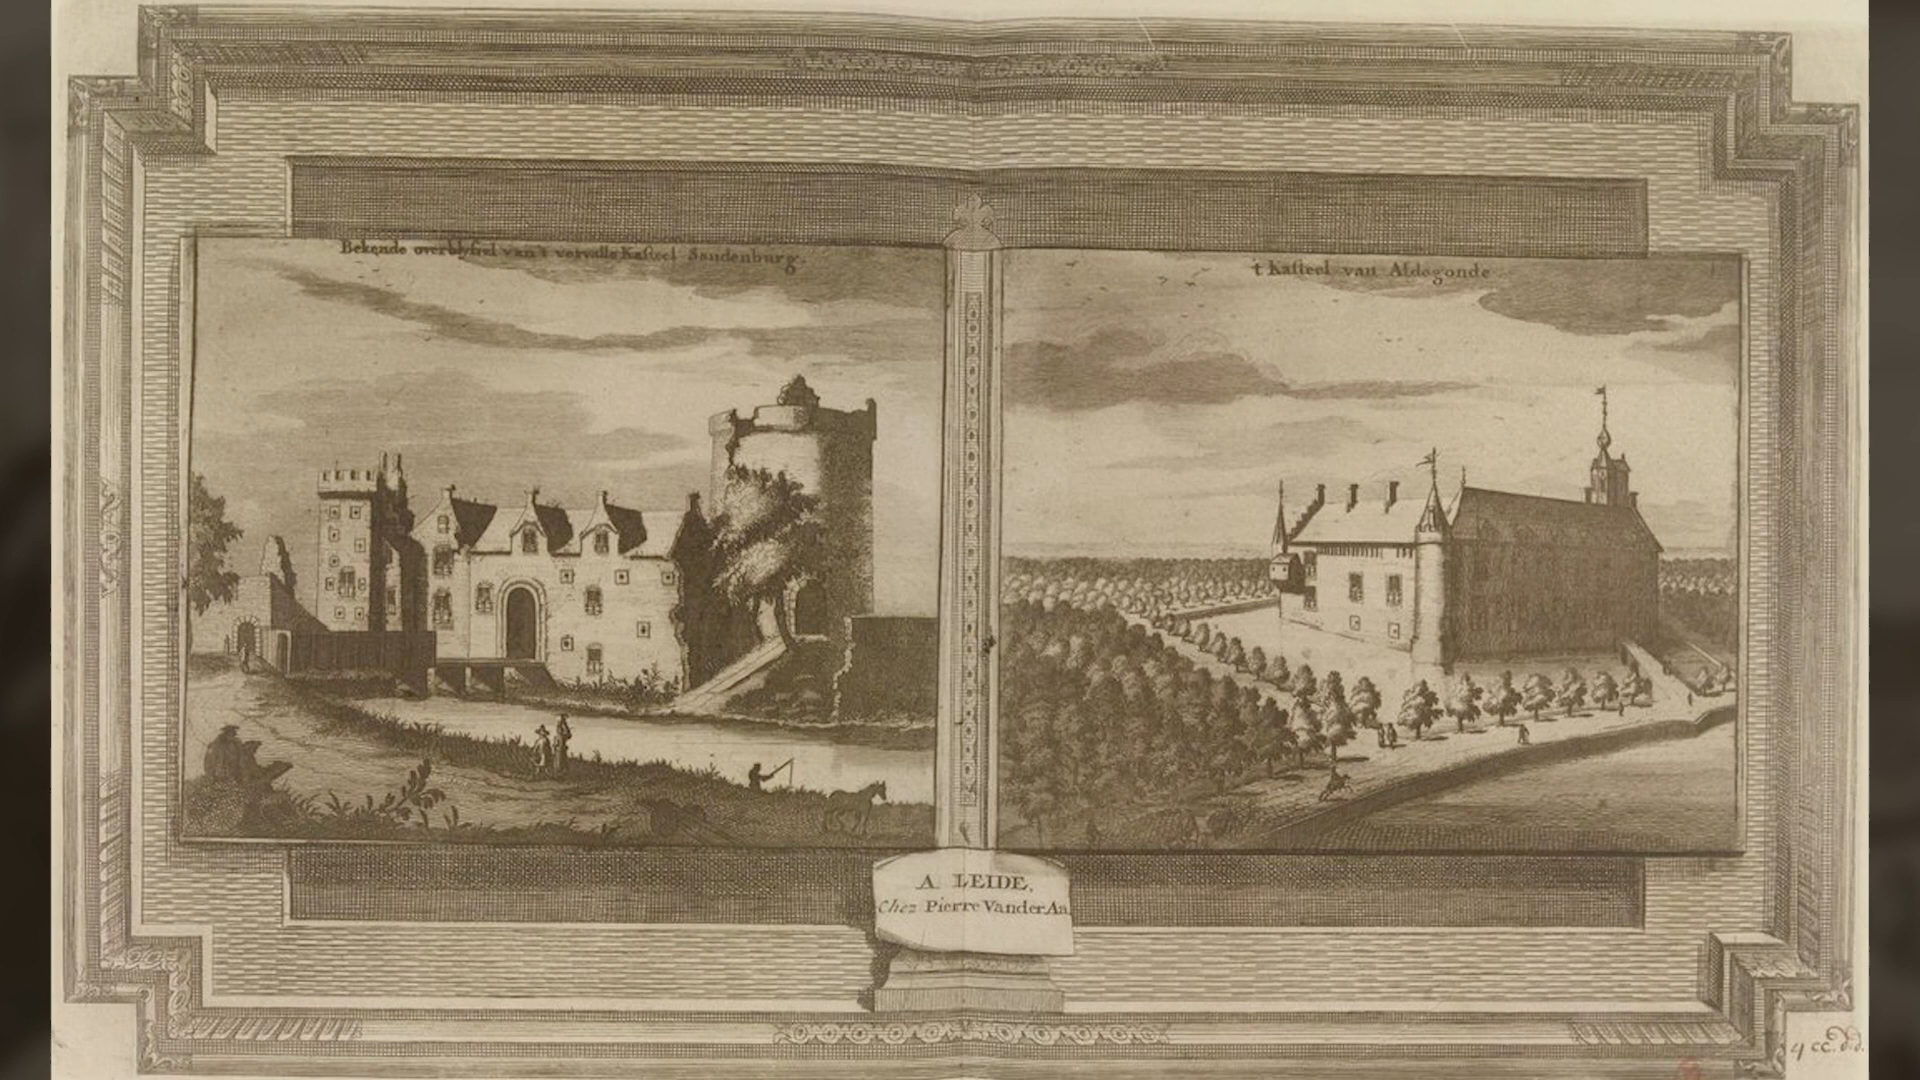 Bekende overblyfsel van't vervalle Kasteel Sandenburg.
't Kasteel van Aldegonde
A LEIDE,
Chez Pierre Vander Aa,